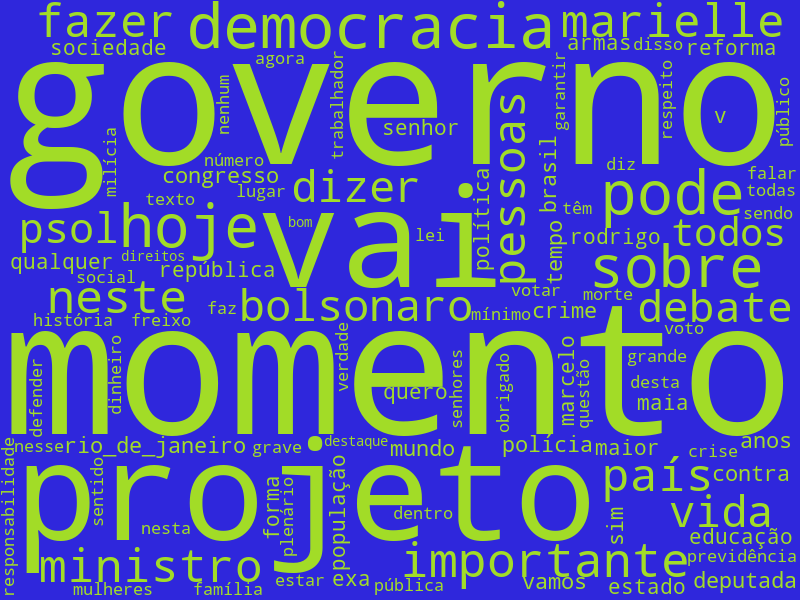 fazer democracia marielle
sociedade agora armas disso reforma
governo
nenhum trabalhador senhor garantir respeito v público
milícia número congresso diz falar
texto lugar dizer política pessoas brasil têm pode todas
sendo
psol hoje vai bom lei tempo rodrigo todos
qualquer direitos república sobre
social
neste faz bolsonaro votar morte debate
história freixo mínimo crime voto
momento
defender dinheiro verdade quero senhores obrigado marcelo questão grande
desta
maia
responsabilidade nesse rio_de_janeiro grave destaque mundo polícia maior crise anos
projeto
sentido país contra
nesta forma plenário população dentro sim vida
educação
ministro exa importante previdência
mulheres família estar pública vamos estado deputada